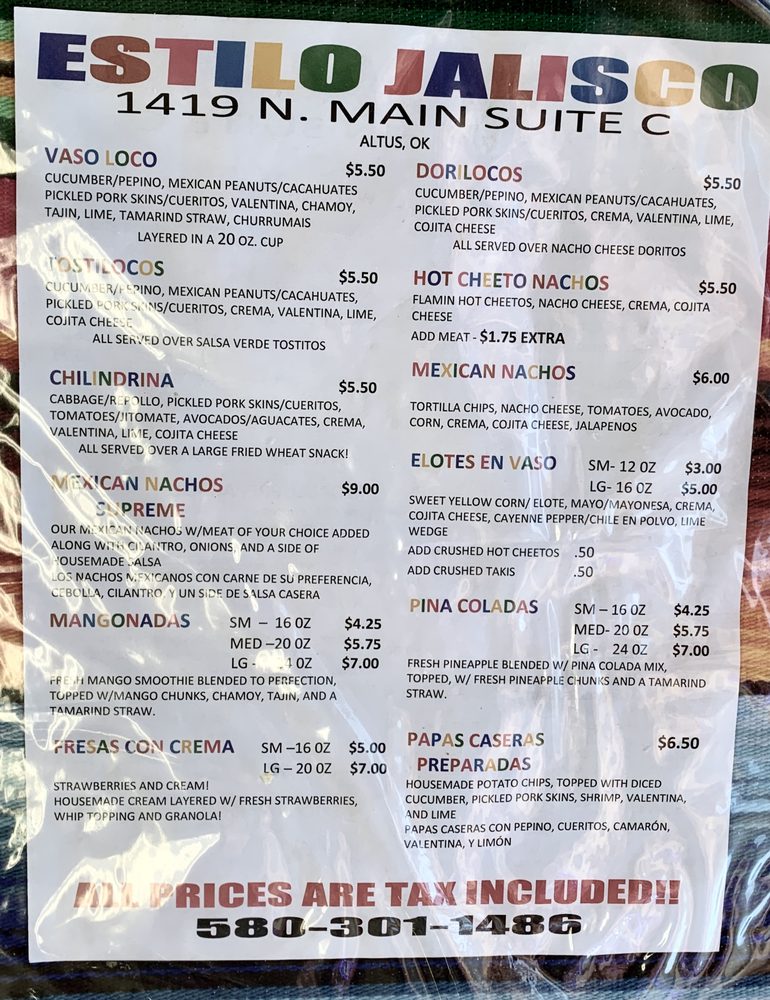 ESTILO JALISCO
1419 N. MAIN SUITE C
ALTUS, OK
VASO LOCO
$5.50
CUCUMBER/PEPINO, MEXICAN PEANUTS/CACAHUATES
PICKLED PORK SKINS/CUERITOS, VALENTINA, CHAMOY,
TAJIN, LIME, TAMARIND STRAW, CHURRUMAIS
LAYERED IN A 20 OZ. CUP
TOSTILOCOS
$5.50
CUCUMBER/PEPINO, MEXICAN PEANUTS/CACAHUATES,
PICKLED PORK SKINS/CUERITOS, CREMA, VALENTINA, LIME,
COJITA CHEESE
ALL SERVED OVER SALSA VERDE TOSTITOS
CHILINDRINA
$5.50
CABBAGE/REPOLLO, PICKLED PORK SKINS/CUERITOS,
TOMATOES/JITOMATE, AVOCADOS/AGUACATES, CREMA,
VALENTINA, LIME, COJITA CHEESE
ALL SERVED OVER A LARGE FRIED WHEAT SNACK!
MEXICAN NACHOS $9.00
SUPREME
OUR MEXICAN NACHOS W/MEAT OF YOUR CHOICE ADDED
ALONG WITH CILANTRO, ONIONS, AND A SIDE OF
HOUSEMADE SALSA
LOS NACHOS MEXICANOS CON CARNE DE SU PREFERENCIA,
CEBOLLA, CILANTRO, Y UN SIDE DE SALSA CASERA
MANGONADAS SM – 16 OZ $4.25
MED –20 OZ $5.75
LG - 24 OZ $7.00
FRESH MANGO SMOOTHIE BLENDED TO PERFECTION,
TOPPED W/MANGO CHUNKS, CHAMOY, TAJIN, AND A
TAMARIND STRAW.
FRESAS CON CREMA SM –16 OZ $5.00
LG – 20 OZ $7.00
STRAWBERRIES AND CREAM!
HOUSEMADE CREAM LAYERED W/ FRESH STRAWBERRIES,
WHIP TOPPING AND GRANOLA!
DORILOCOS
$5.50
CUCUMBER/PEPINO, MEXICAN PEANUTS/CACAHUATES,
PICKLED PORK SKINS/CUERITOS, CREMA, VALENTINA, LIME,
COJITA CHEESE
ALL SERVED OVER NACHO CHEESE DORITOS
HOT CHEETO NACHOS $5.50
FLAMIN HOT CHEETOS, NACHO CHEESE, CREMA, COJITA
CHEESE
ADD MEAT - $1.75 EXTRA
MEXICAN NACHOS $6.00
TORTILLA CHIPS, NACHO CHEESE, TOMATOES, AVOCADO,
CORN, CREMA, COJITA CHEESE, JALAPENOS
ELOTES EN VASO SM- 12 OZ $3.00
LG- 16 OZ $5.00
SWEET YELLOW CORN/ ELOTE, MAYO/MAYONESA, CREMA,
COJITA CHEESE, CAYENNE PEPPER/CHILE EN POLVO, LIME
WEDGE
ADD CRUSHED HOT CHEETOS .50
ADD CRUSHED TAKIS .50
PINA COLADAS SM – 16 OZ $4.25
MED- 20 OZ $5.75
LG - 24 OZ $7.00
FRESH PINEAPPLE BLENDED W/ PINA COLADA MIX,
TOPPED, W/ FRESH PINEAPPLE CHUNKS AND A TAMARIND
STRAW.
PAPAS CASERAS $6.50
PREPARADAS
HOUSEMADE POTATO CHIPS, TOPPED WITH DICED
CUCUMBER, PICKLED PORK SKINS, SHRIMP, VALENTINA,
AND LIME
PAPAS CASERAS CON PEPINO, CUERITOS, CAMARÓN,
VALENTINA, Y LIMÓN
ALL PRICES ARE TAX INCLUDED!!
580-301-1486